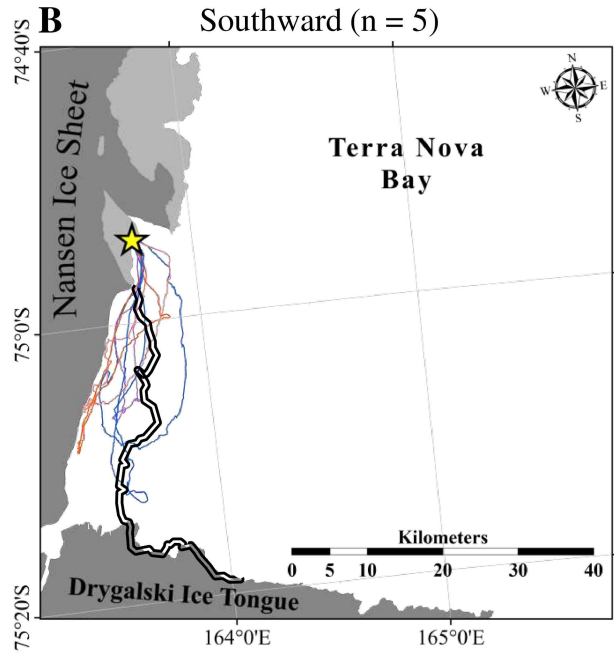 B Southward (n = 5)
74°40'S
75°0'S
75°20'S
Nansen Ice Sheet
N
W E
S
Terra Nova
Bay
Kilometers
0 5 10 20 30 40
Drygalski Ice Tongue
164°0'E 165°0'E